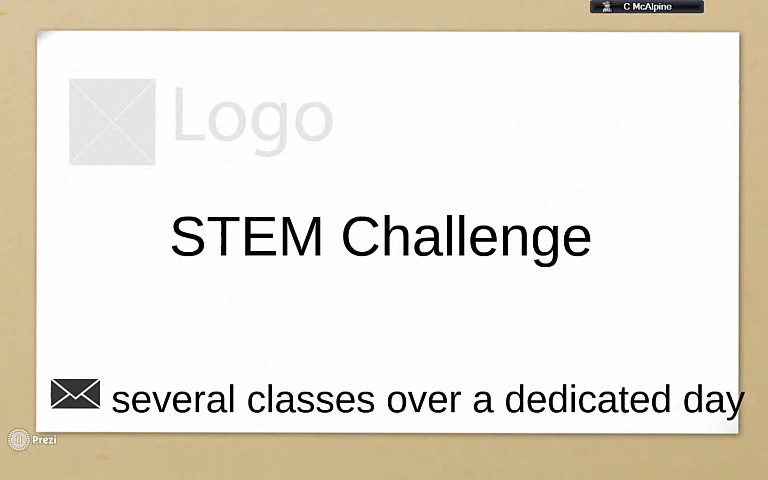 C McAlpine
Logo
STEM Challenge
several classes over a dedicated day
Prezi